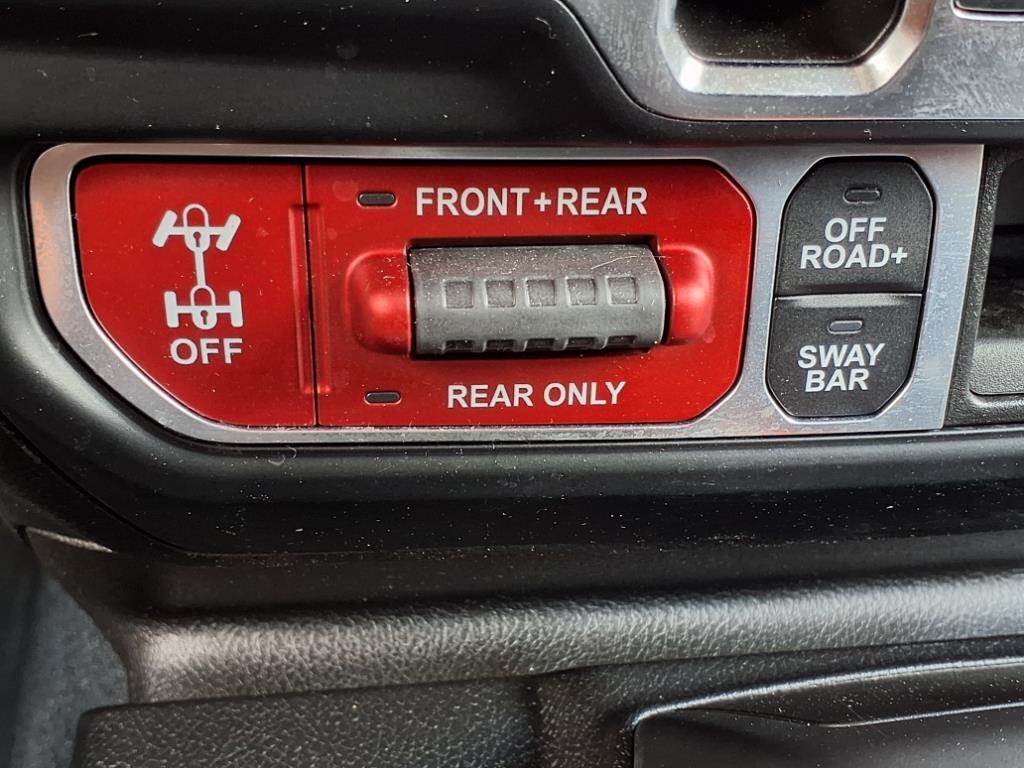 OFF
FRONT+REAR
REAR ONLY
OFF
ROAD+
SWAY
BAR